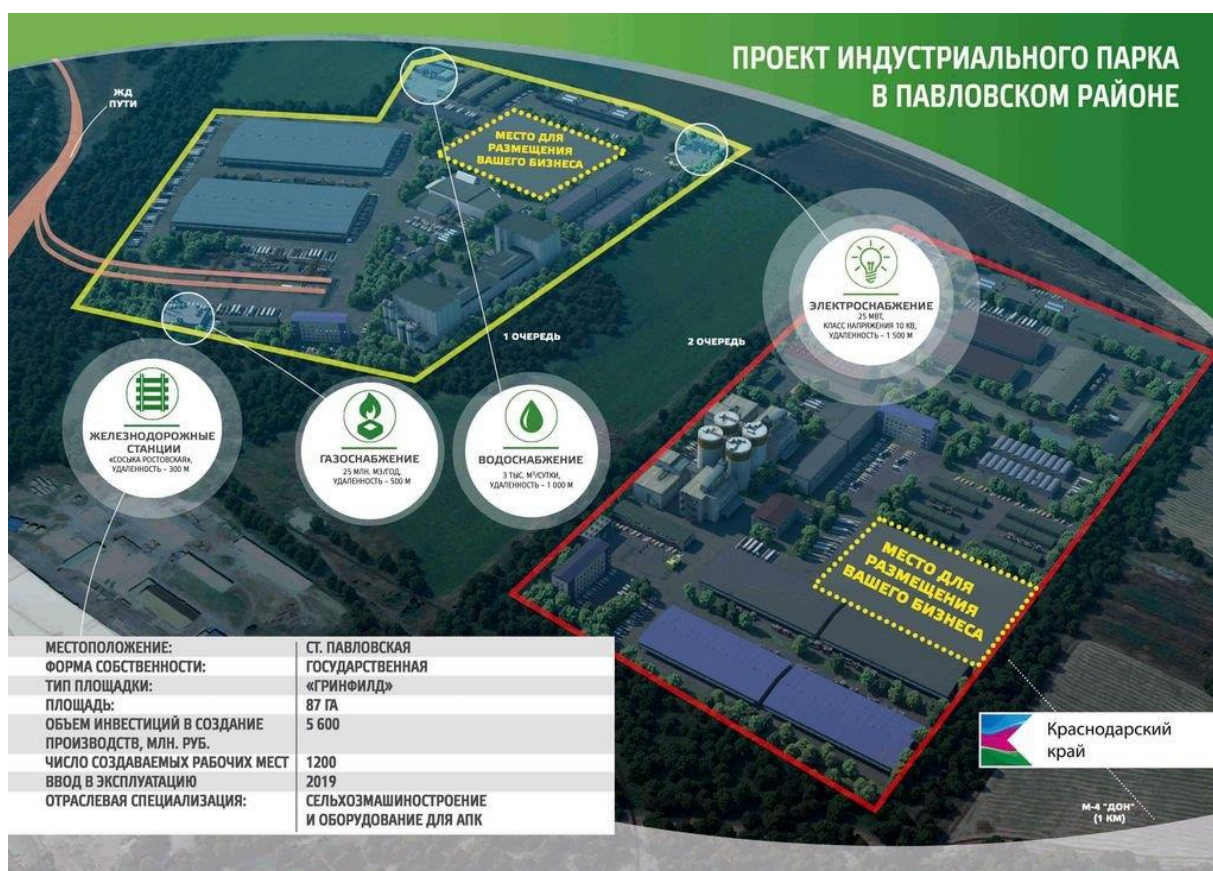 ПРОЕКТ ИНДУСТРИАЛЬНОГО ПАРКА
В ПАВЛОВСКОМ РАЙОНЕ
ЖД
ПУТИ
МЕСТО ДЛЯ
РАЗМЕЩЕНИЯ
ВАШЕГО БИЗНЕСА
ЭЛЕКТРОСНАБЖЕНИЕ
25 МВТ,
КЛАСС НАПРЯЖЕНИЯ 10 КВ,
УДАЛЕННОСТЬ – 1 500 М
1 ОЧЕРЕДЬ
2 ОЧЕРЕДЬ
ЖЕЛЕЗНОДОРОЖНЫЕ
СТАНЦИИ
«СОСЫКА РОСТОВСКАЯ»,
УДАЛЕННОСТЬ – 300 М
ГАЗОСНАБЖЕНИЕ
25 МЛН. М3/ГОД,
УДАЛЕННОСТЬ – 500 М
ВОДОСНАБЖЕНИЕ
3 ТЫС. М³/СУТКИ,
УДАЛЕННОСТЬ – 1 000 М
МЕСТО ДЛЯ
РАЗМЕЩЕНИЯ
ВАШЕГО БИЗНЕСА
МЕСТОПОЛОЖЕНИЕ: СТ. ПАВЛОВСКАЯ
ФОРМА СОБСТВЕННОСТИ: ГОСУДАРСТВЕННАЯ
ТИП ПЛОЩАДКИ: «ГРИНФИЛД»
ПЛОЩАДЬ: 87 ГА
ОБЪЕМ ИНВЕСТИЦИЙ В СОЗДАНИЕ 5 600
ПРОИЗВОДСТВ, МЛН. РУБ.
ЧИСЛО СОЗДАВАЕМЫХ РАБОЧИХ МЕСТ 1200
ВВОД В ЭКСПЛУАТАЦИЮ 2019
ОТРАСЛЕВАЯ СПЕЦИАЛИЗАЦИЯ: СЕЛЬХОЗМАШИНОСТРОЕНИЕ
И ОБОРУДОВАНИЕ ДЛЯ АПК
Краснодарский
край
М-4 "ДОН"
(1 КМ)